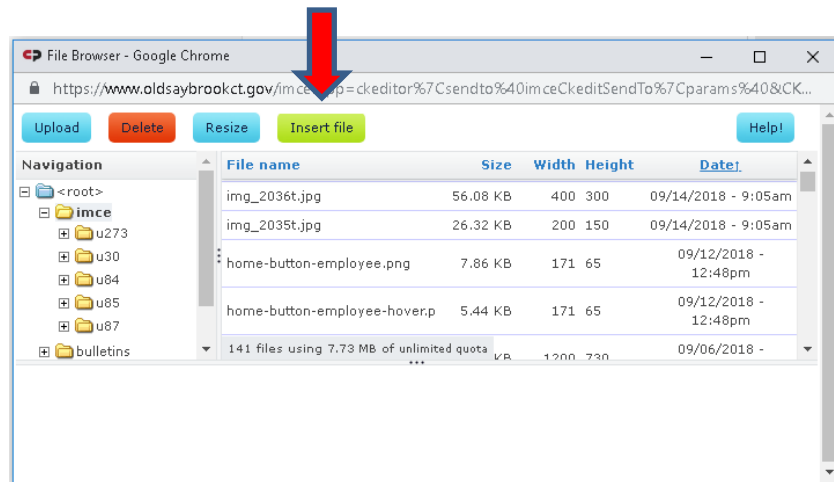 File Browser - Google Chrome
https://www.oldsaybrookct.gov/imce?app=ckeditor%7Csendto%40imceCkeditSendTo%7Cparams%40&CK...
Upload Delete Resize Insert file Help!
Navigation File name Size Width Height Date↑
<root> img_2036t.jpg 56.08 KB 400 300 09/14/2018 - 9:05am
imce
u273 img_2035t.jpg 26.32 KB 200 150 09/14/2018 - 9:05am
u30 home-button-employee.png 7.86 KB 171 65 09/12/2018 -
12:48pm
u84
u85 home-button-employee-hover.p 5.44 KB 171 65 09/12/2018 -
12:48pm
u87
bulletins 141 files using 7.73 MB of unlimited quota KB 1200 730 09/06/2018 -